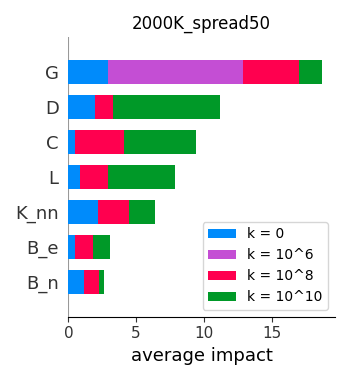 2000K_spread50
G
D
C
L
K_nn
B_e
B_n
k = 0
k = 10^6
k = 10^8
k = 10^10
0 5 10 15
average impact